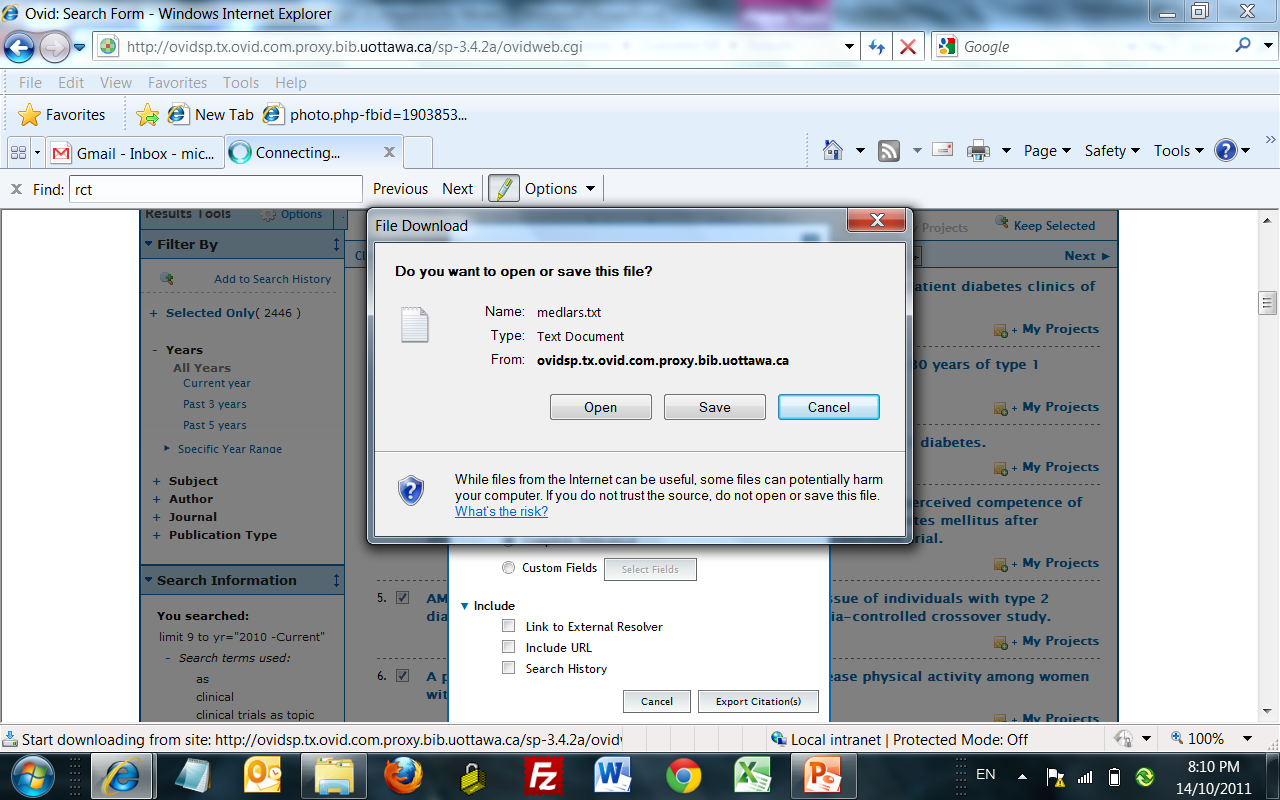 Ovid: Search Form - Windows Internet Explorer
http://ovidsp.tx.ovid.com.proxy.bib.uottawa.ca/sp-3.4.2a/ovidweb.cgi
Google
File Edit View Favorites Tools Help
Favorites New Tab photo.php-fbid=1903853...
Gmail - Inbox - mic... Connecting... Page Safety Tools
Find: rct Previous Next Options
Results Tools Options
Projects Keep Selected
Filter By
Next
Add to Search History
+ Selected Only( 2446 )
- Years
All Years
Current year
Past 3 years
Past 5 years
Specific Year Range
+ Subject
+ Author
+ Journal
+ Publication Type
Search Information
You searched:
limit 9 to yr="2010 -Current"
- Search terms used:
as
clinical
clinical trials as topic
File Download
Do you want to open or save this file?
Name: medlars.txt
Type: Text Document
From: ovidsp.tx.ovid.com.proxy.bib.uottawa.ca
Open Save Cancel
While files from the Internet can be useful, some files can potentially harm
your computer. If you do not trust the source, do not open or save this file.
What's the risk?
Custom Fields Select Fields
Include
Link to External Resolver
Include URL
Search History
Cancel Export Citation(s)
atient diabetes clinics of
+ My Projects
30 years of type 1
+ My Projects
diabetes.
+ My Projects
erceived competence of
tes mellitus after
rial.
+ My Projects
5. AM
dia
ssue of individuals with type 2
ia-controlled crossover study.
+ My Projects
6. A p
wit
ease physical activity among women
+ My Projects
Start downloading from site: http://ovidsp.tx.ovid.com.proxy.bib.uottawa.ca/sp-3.4.2a/ovidv
Local intranet | Protected Mode: Off
100%
EN
8:10 PM
14/10/2011